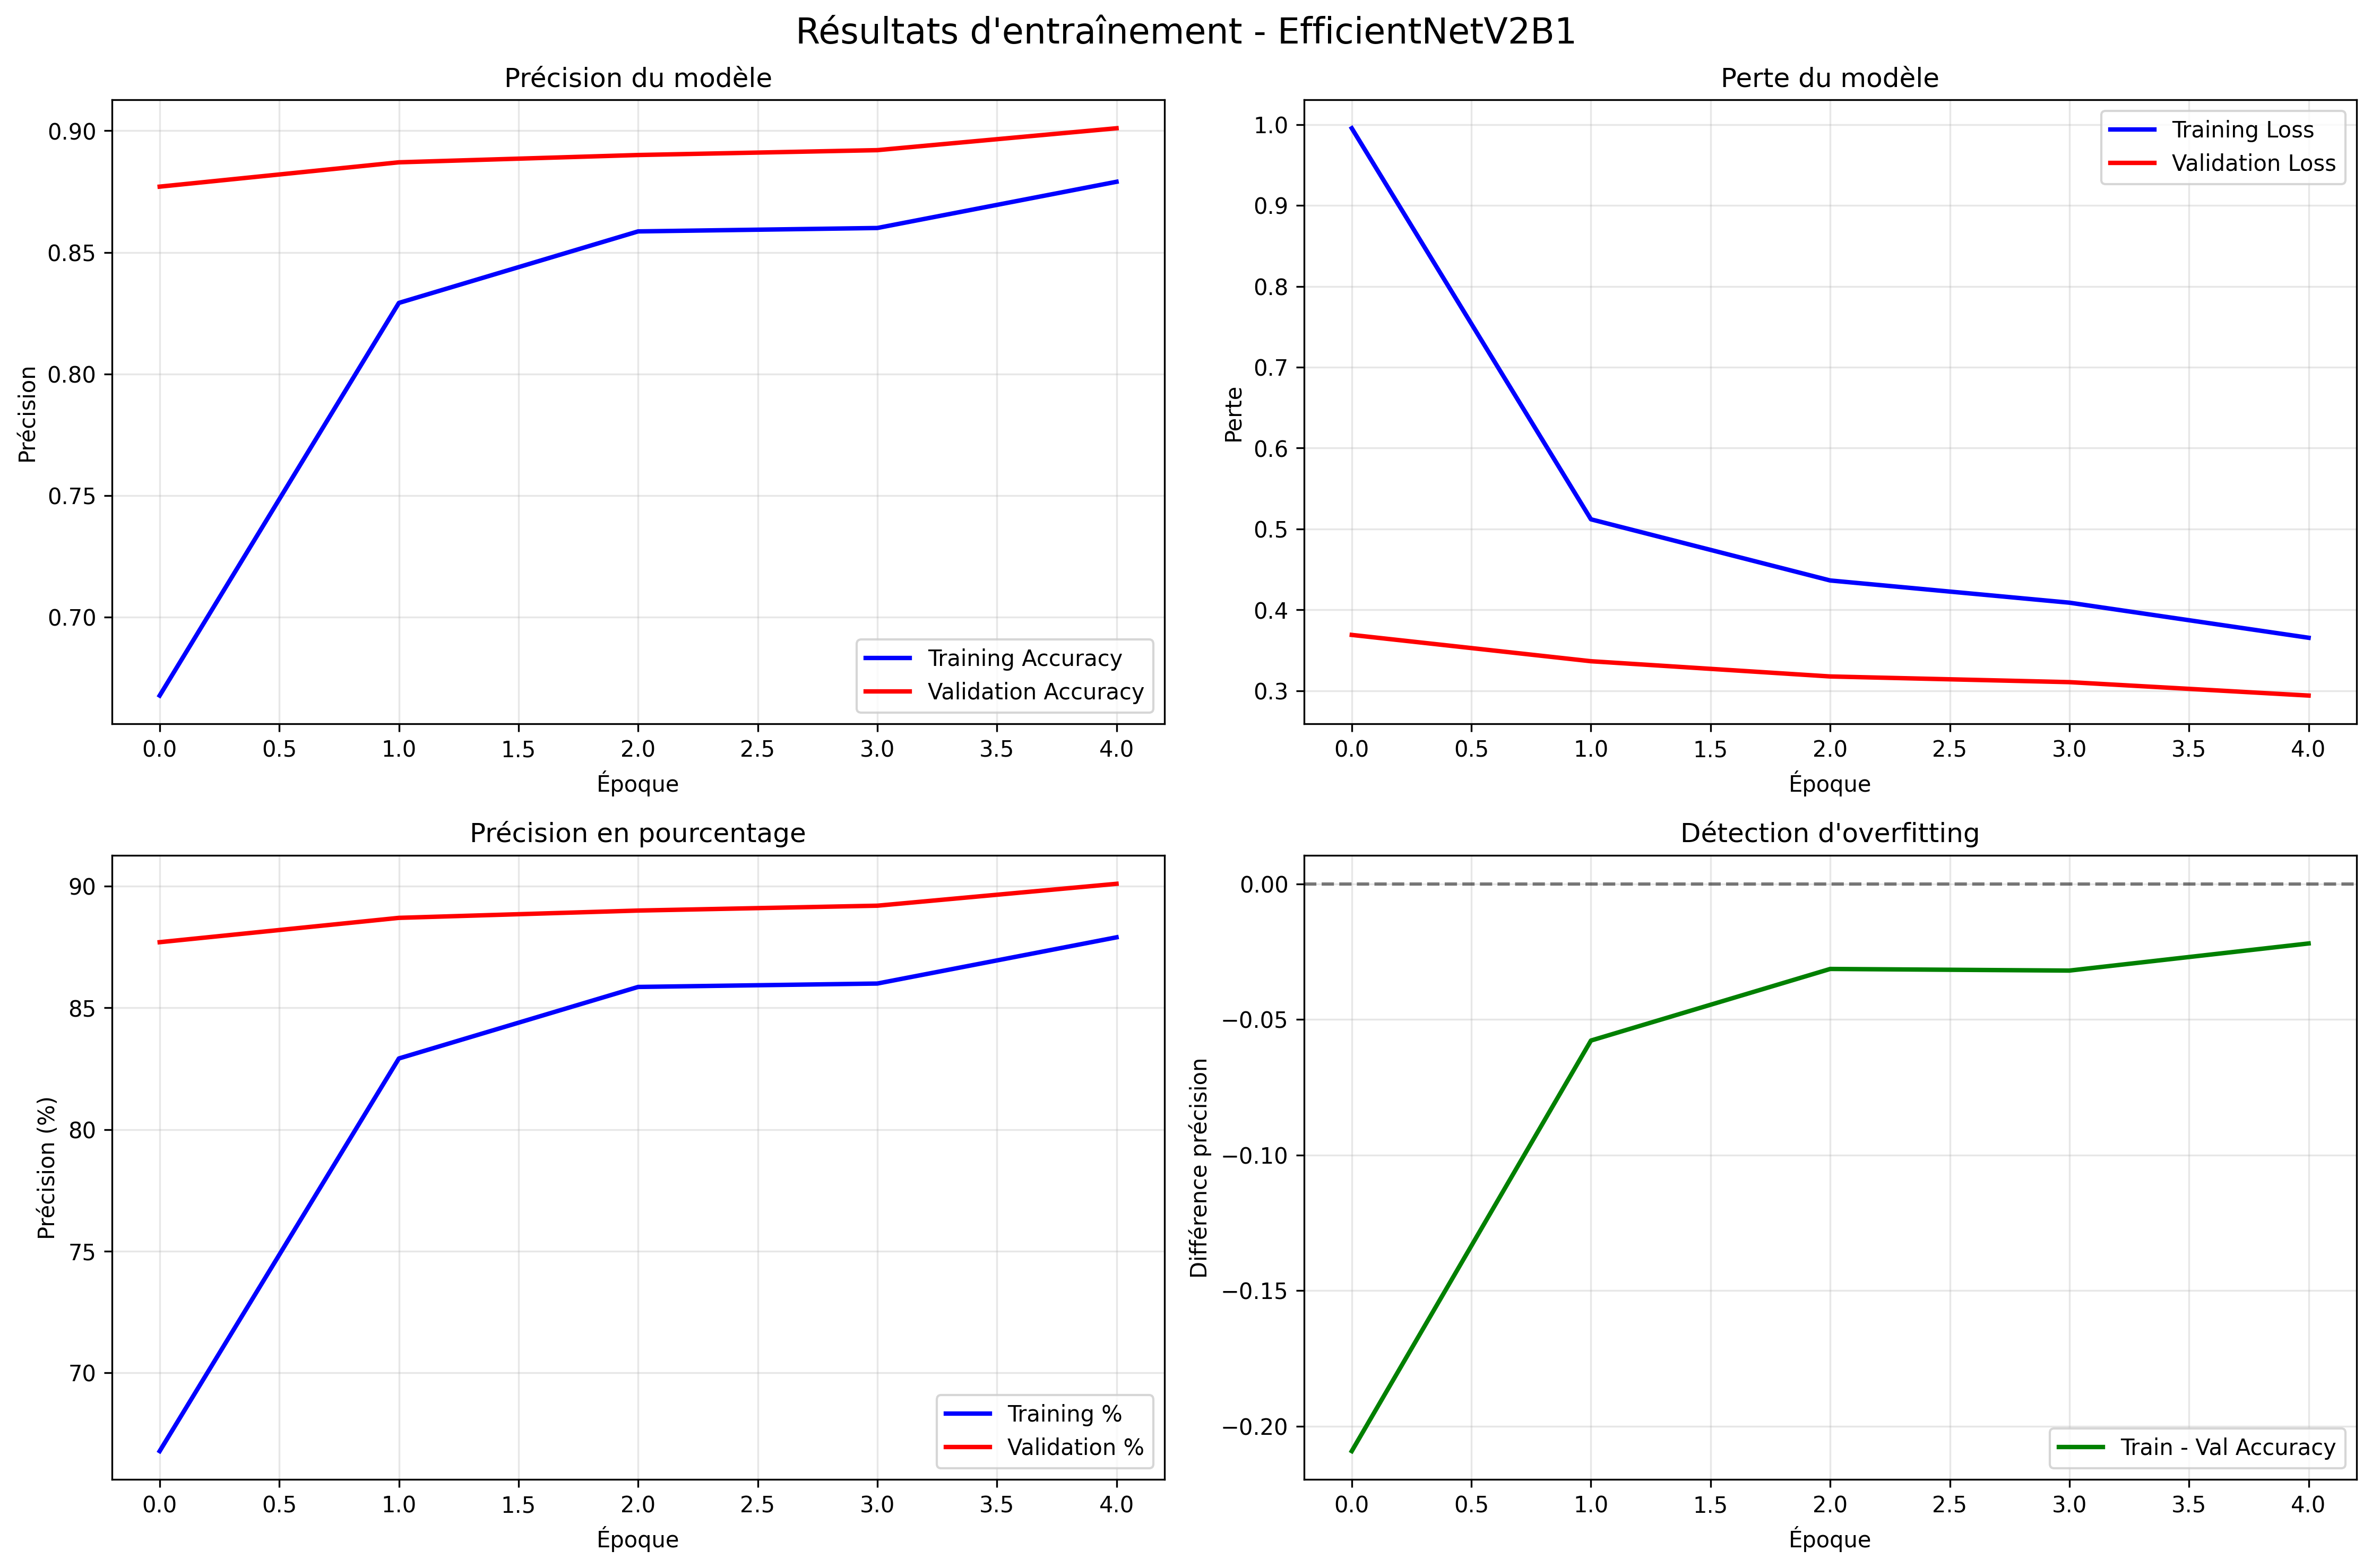 Résultats d'entraînement - EfficientNetV2B1
Précision du modèle
0.90
0.85
0.80
0.75
0.70
Précision
Training Accuracy
Validation Accuracy
0.0 0.5 1.0 1.5 2.0 2.5 3.0 3.5 4.0
Époque
Perte du modèle
1.0
0.9
0.8
0.7
0.6
0.5
0.4
0.3
Perte
Training Loss
Validation Loss
0.0 0.5 1.0 1.5 2.0 2.5 3.0 3.5 4.0
Époque
Précision en pourcentage
90
85
80
75
70
Précision (%)
Training %
Validation %
0.0 0.5 1.0 1.5 2.0 2.5 3.0 3.5 4.0
Époque
Détection d'overfitting
0.00
−0.05
−0.10
−0.15
−0.20
Différence précision
Train - Val Accuracy
0.0 0.5 1.0 1.5 2.0 2.5 3.0 3.5 4.0
Époque